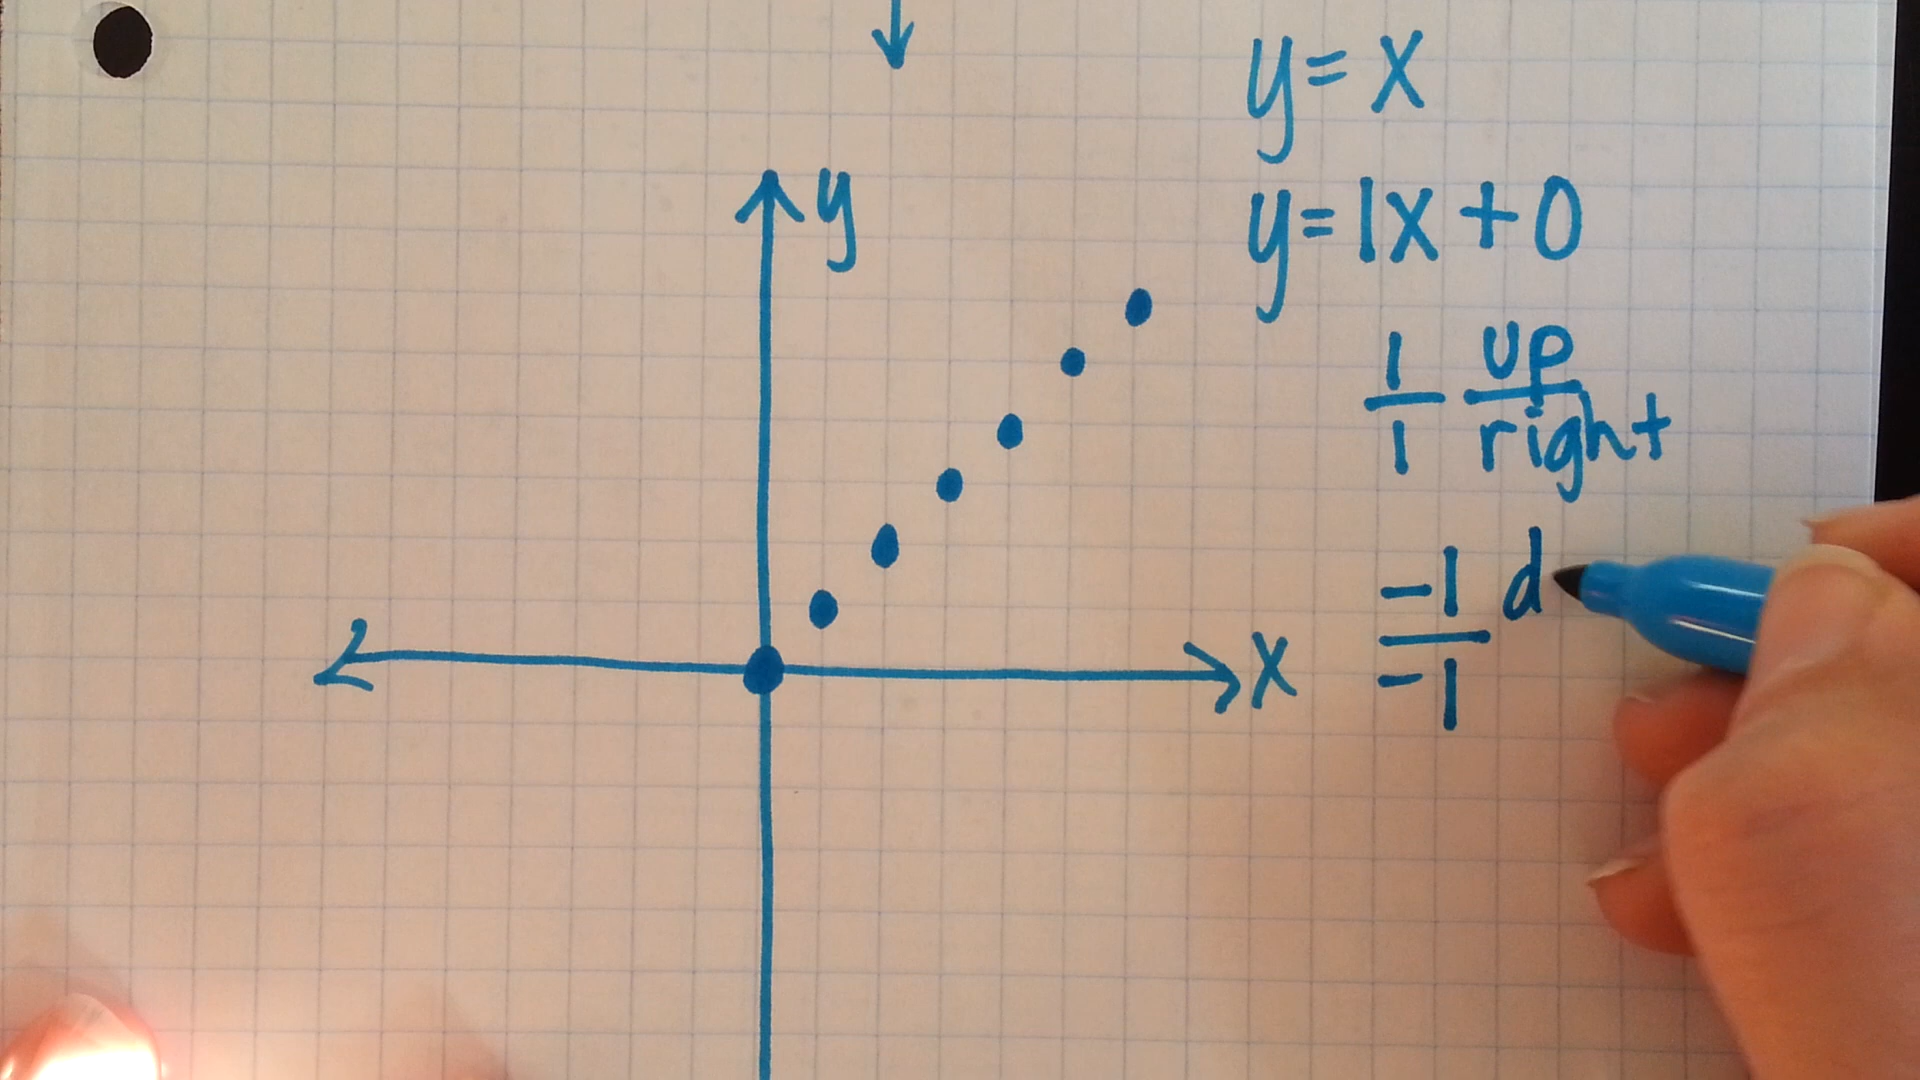 y = x
y = 1x + 0
y
1 up
1 right
-1 d
-1
x